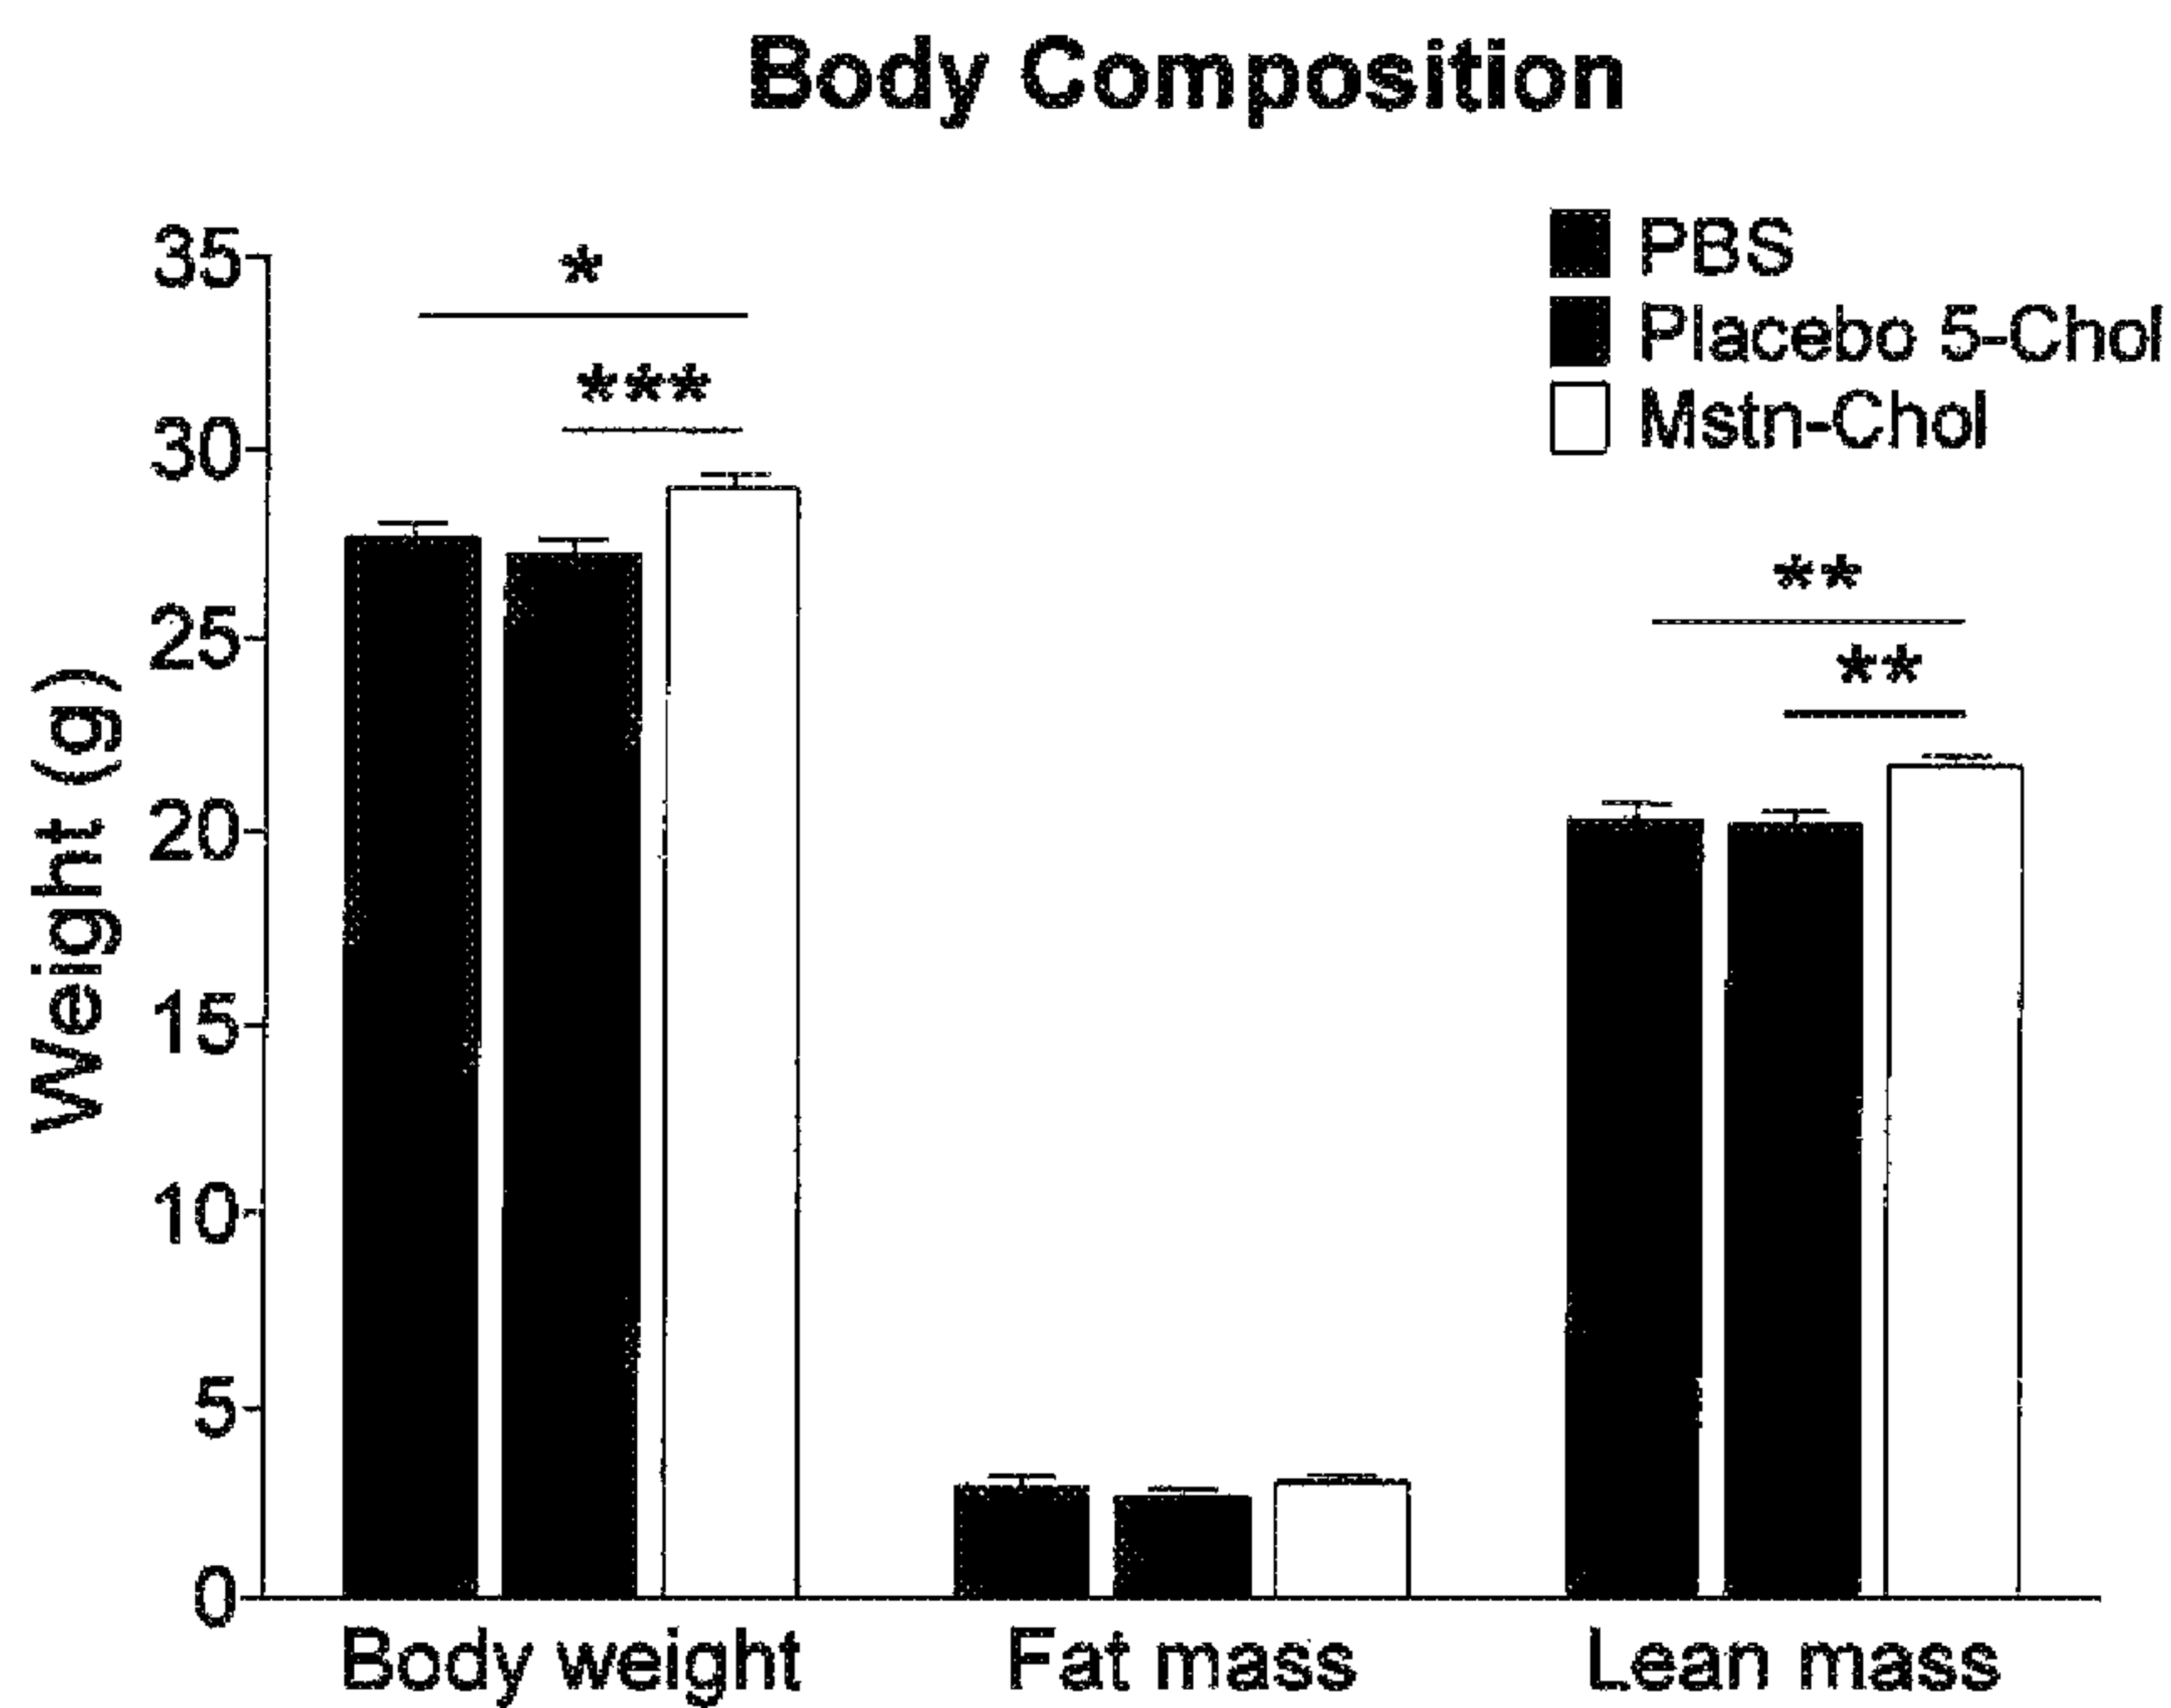 Body Composition
PBS
Placebo 5-Chol
Mstn-Chol
Weight (g)
35
30
25
20
15
10
5
0
*
***
**
**
Body weight
Fat mass
Lean mass